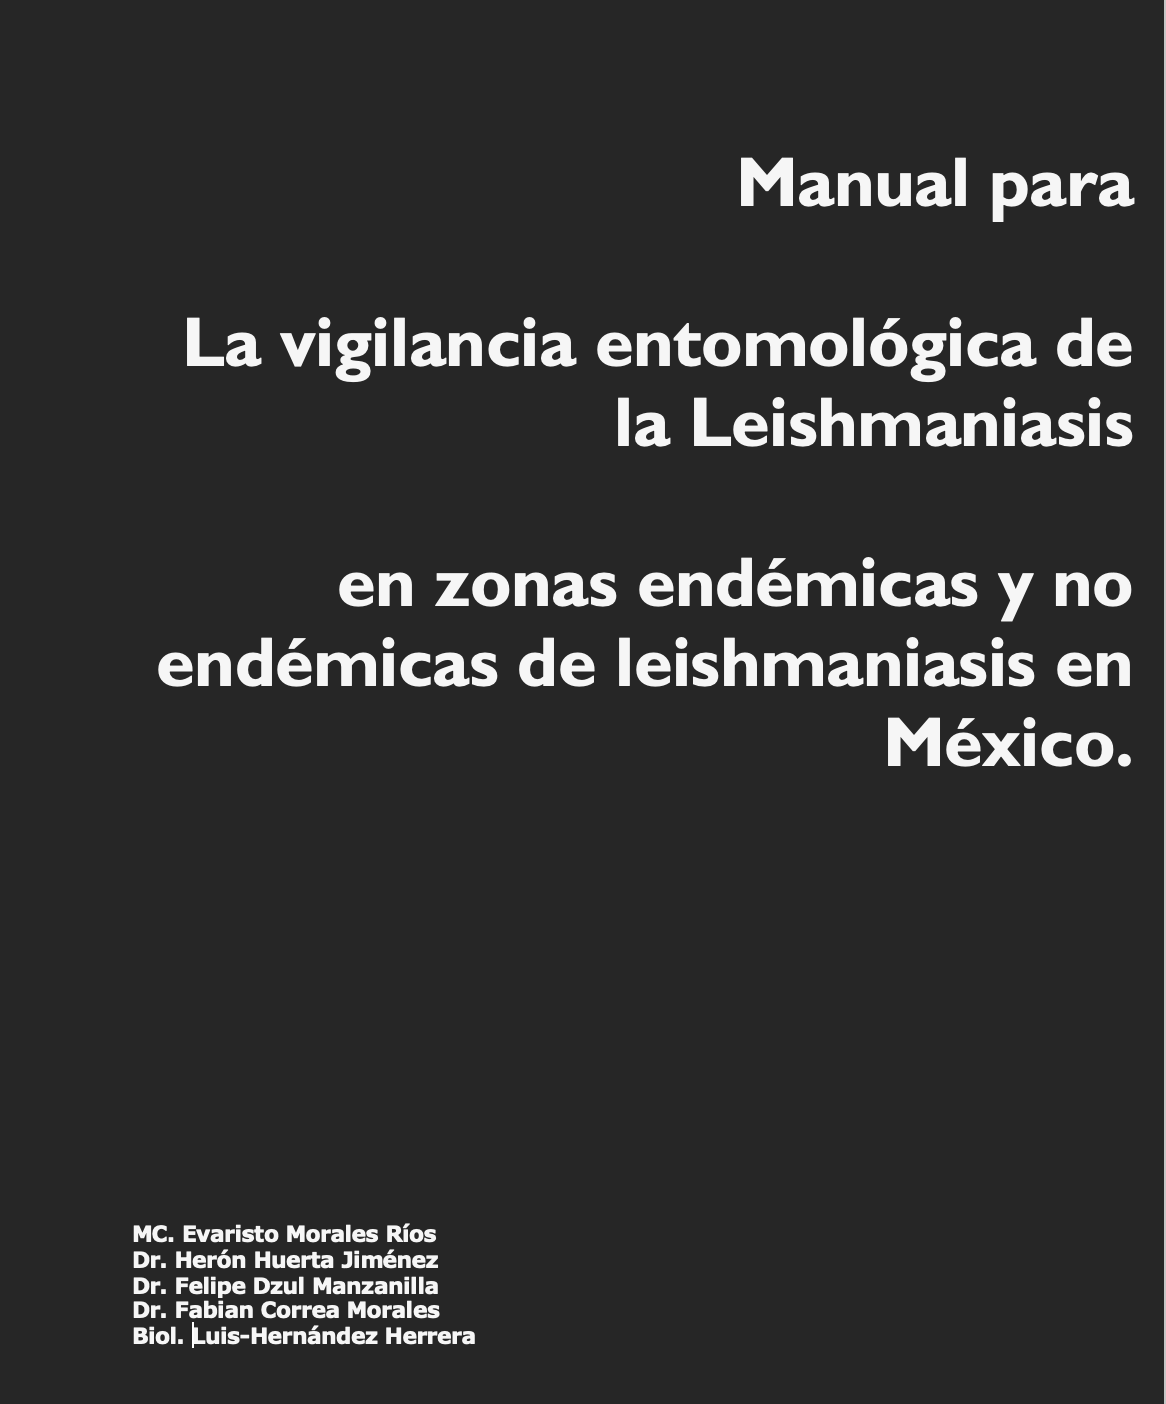 Manual para
La vigilancia entomológica de
la Leishmaniasis
en zonas endémicas y no
endémicas de leishmaniasis en
México.
MC. Evaristo Morales Ríos
Dr. Herón Huerta Jiménez
Dr. Felipe Dzul Manzanilla
Dr. Fabian Correa Morales
Biol. Luis-Hernández Herrera